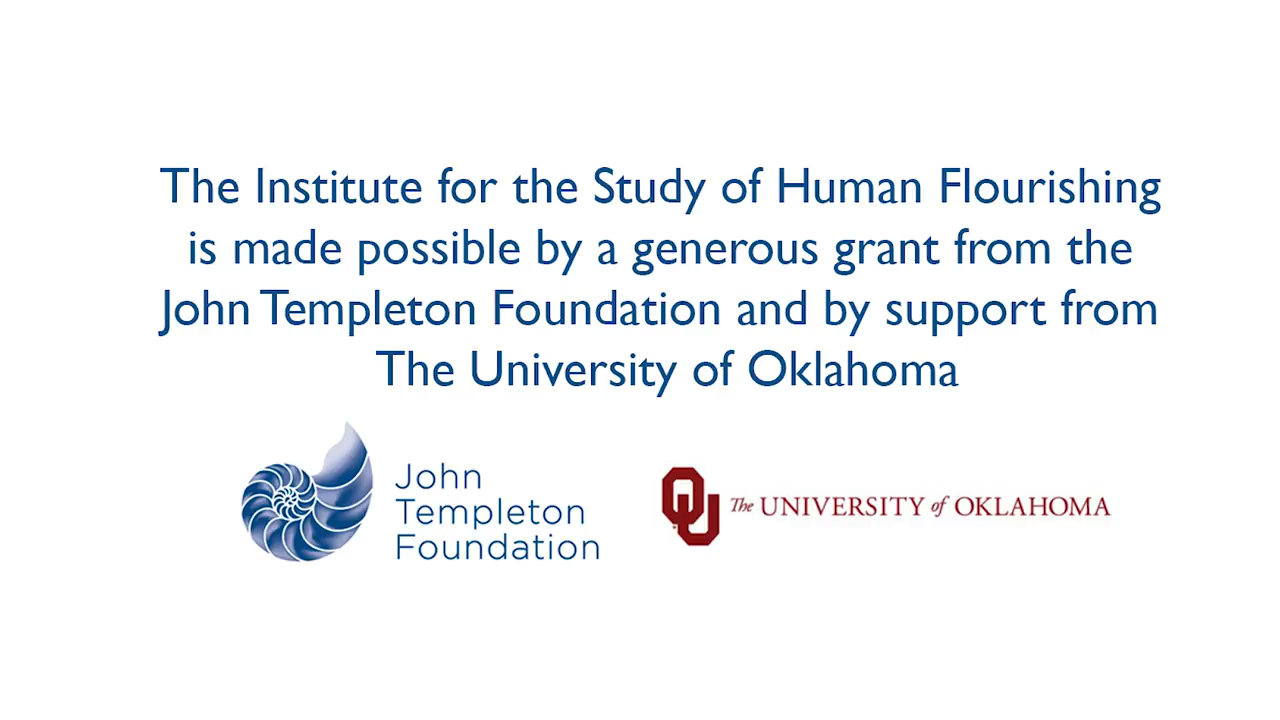 The Institute for the Study of Human Flourishing
is made possible by a generous grant from the
John Templeton Foundation and by support from
The University of Oklahoma
John
Templeton
Foundation
OU The UNIVERSITY of OKLAHOMA